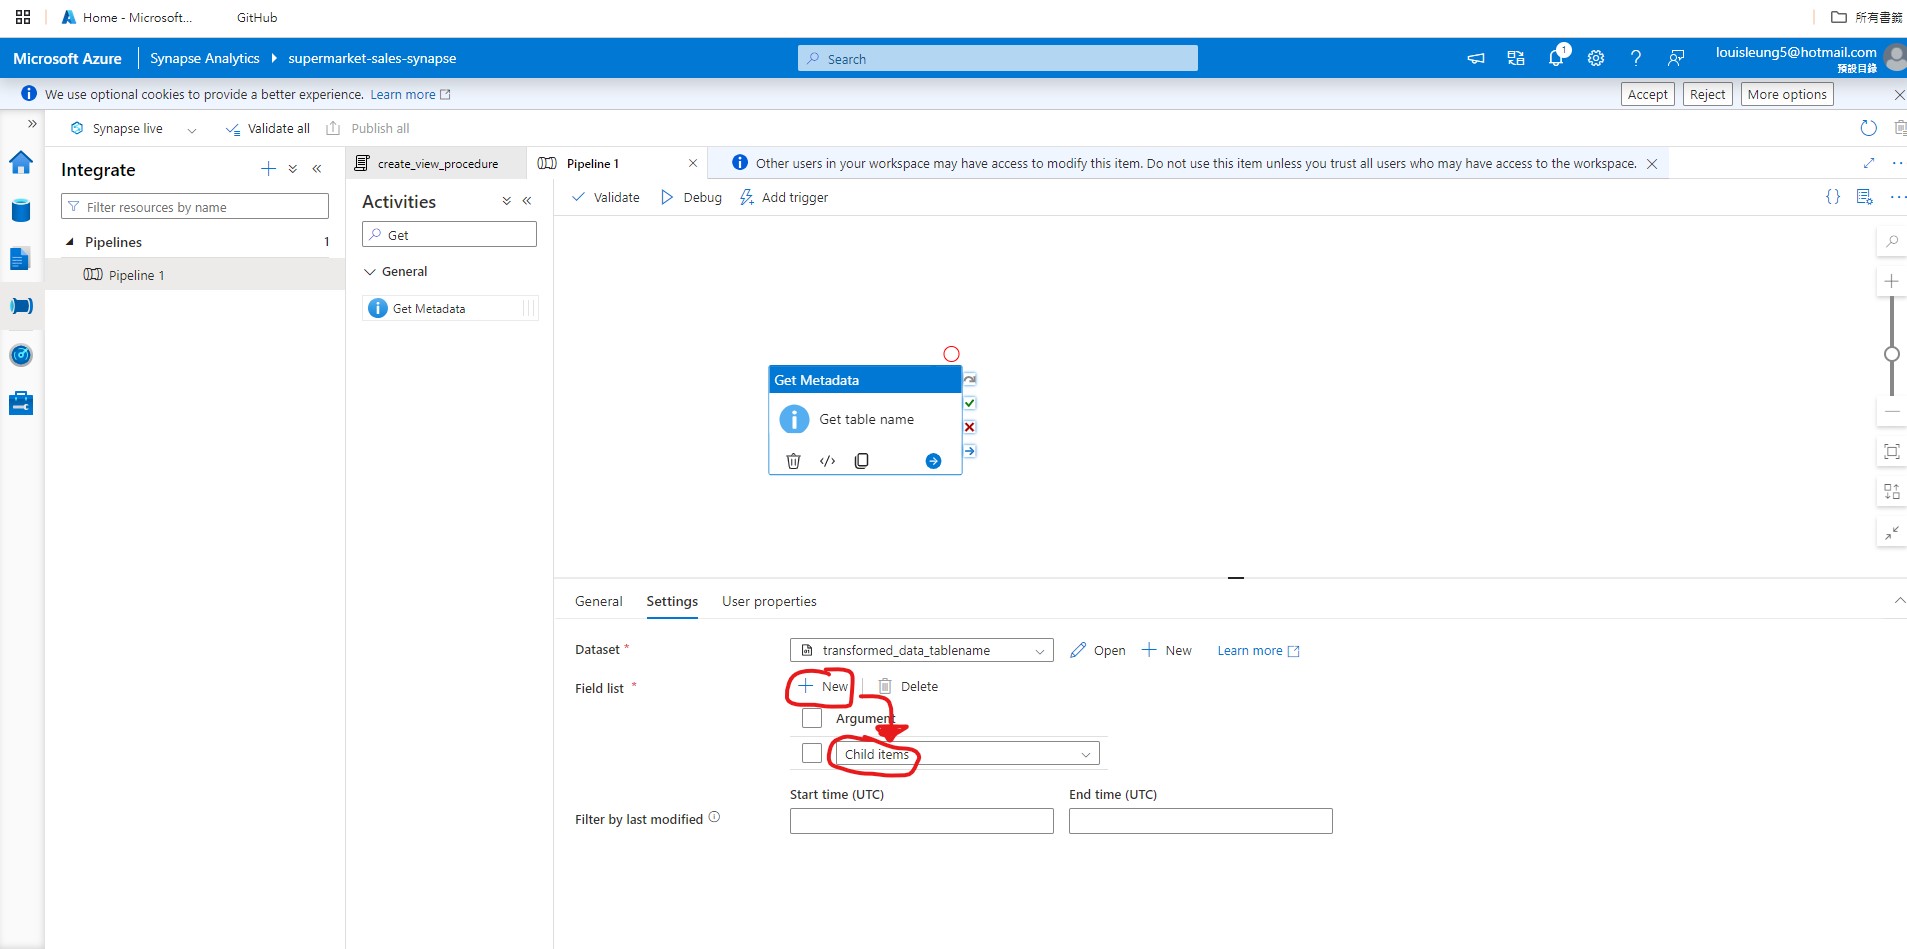 Home - Microsoft...
GitHub
所有書籤
Microsoft Azure
Synapse Analytics
supermarket-sales-synapse
Search
1
louisleung5@hotmail.com
預設目錄
We use optional cookies to provide a better experience. Learn more
Accept
Reject
More options
Synapse live
Validate all
Publish all
Integrate
create_view_procedure
Pipeline 1
Other users in your workspace may have access to modify this item. Do not use this item unless you trust all users who may have access to the workspace.
Filter resources by name
Pipelines
1
Pipeline 1
Activities
Get
General
Get Metadata
Validate
Debug
Add trigger
Get Metadata
Get table name
General
Settings
User properties
Dataset *
transformed_data_tablename
Open
New
Learn more
Field list *
New
Delete
Argument
Child items
Start time (UTC)
End time (UTC)
Filter by last modified